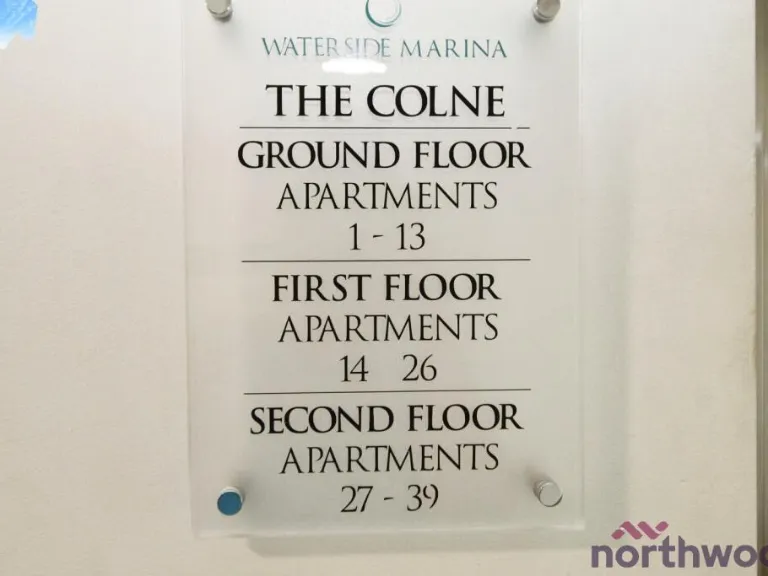 WATERSIDE MARINA
THE COLNE
GROUND FLOOR
APARTMENTS
1 - 13
FIRST FLOOR
APARTMENTS
14 26
SECOND FLOOR
APARTMENTS
27 - 39
northwoo